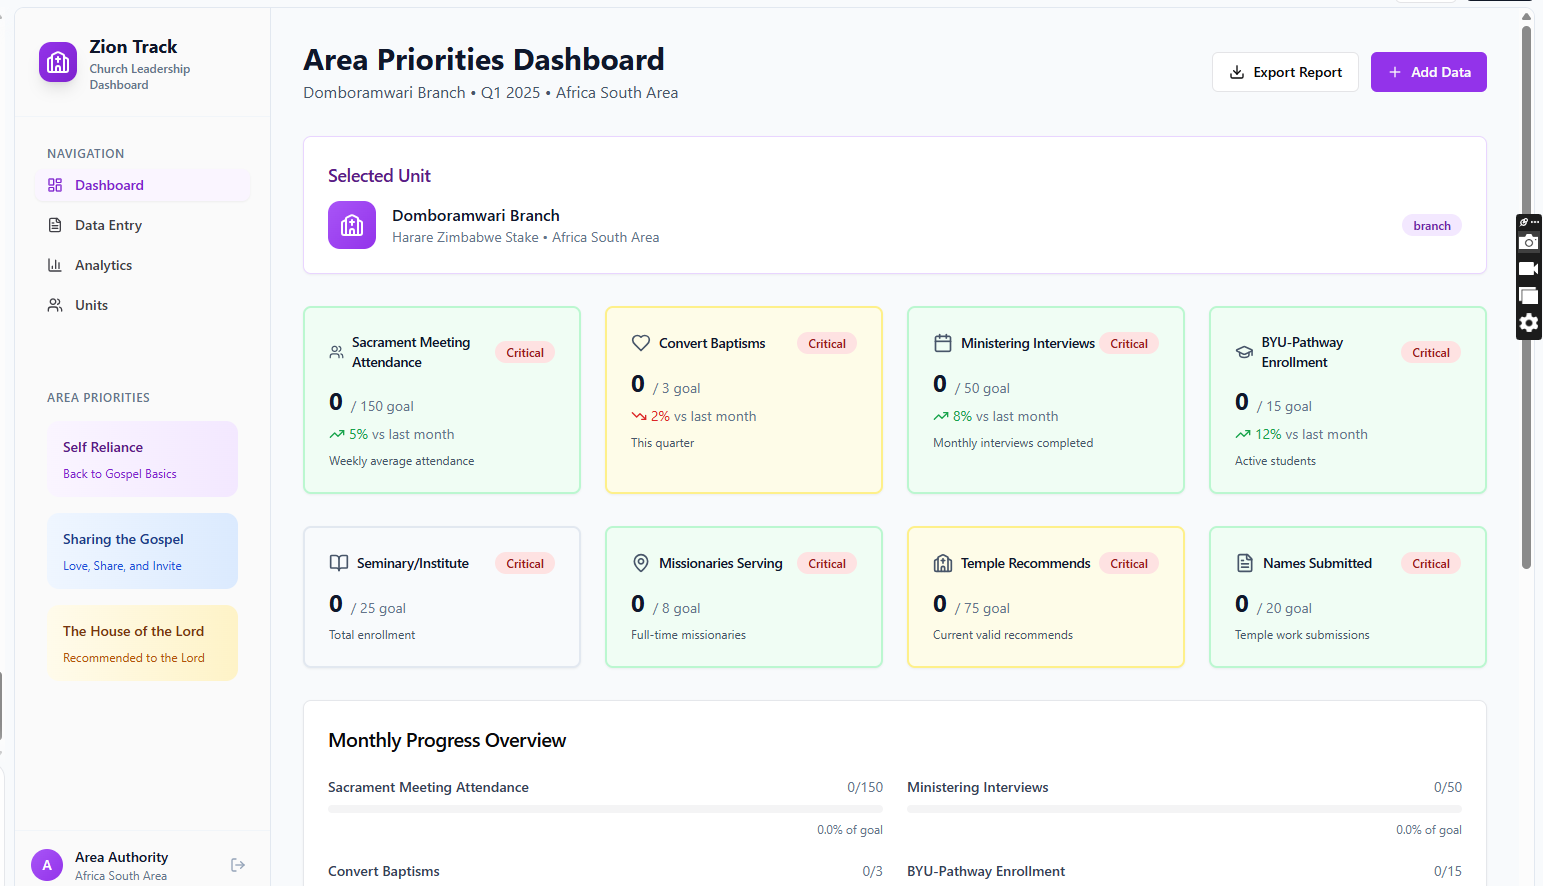 Zion Track
Church Leadership
Dashboard
NAVIGATION
Dashboard
Data Entry
Analytics
Units
AREA PRIORITIES
Self Reliance
Back to Gospel Basics
Sharing the Gospel
Love, Share, and Invite
The House of the Lord
Recommended to the Lord
A
Area Authority
Africa South Area
Area Priorities Dashboard
Domboramwari Branch • Q1 2025 • Africa South Area
Export Report
Add Data
Selected Unit
Domboramwari Branch
Harare Zimbabwe Stake • Africa South Area
branch
Sacrament Meeting
Attendance
Critical
0 / 150 goal
5% vs last month
Weekly average attendance
Convert Baptisms
Critical
0 / 3 goal
2% vs last month
This quarter
Ministering Interviews
Critical
0 / 50 goal
8% vs last month
Monthly interviews completed
BYU-Pathway
Enrollment
Critical
0 / 15 goal
12% vs last month
Active students
Seminary/Institute
Critical
0 / 25 goal
Total enrollment
Missionaries Serving
Critical
0 / 8 goal
Full-time missionaries
Temple Recommends
Critical
0 / 75 goal
Current valid recommends
Names Submitted
Critical
0 / 20 goal
Temple work submissions
Monthly Progress Overview
Sacrament Meeting Attendance 0/150
0.0% of goal
Ministering Interviews 0/50
0.0% of goal
Convert Baptisms 0/3
BYU-Pathway Enrollment 0/15